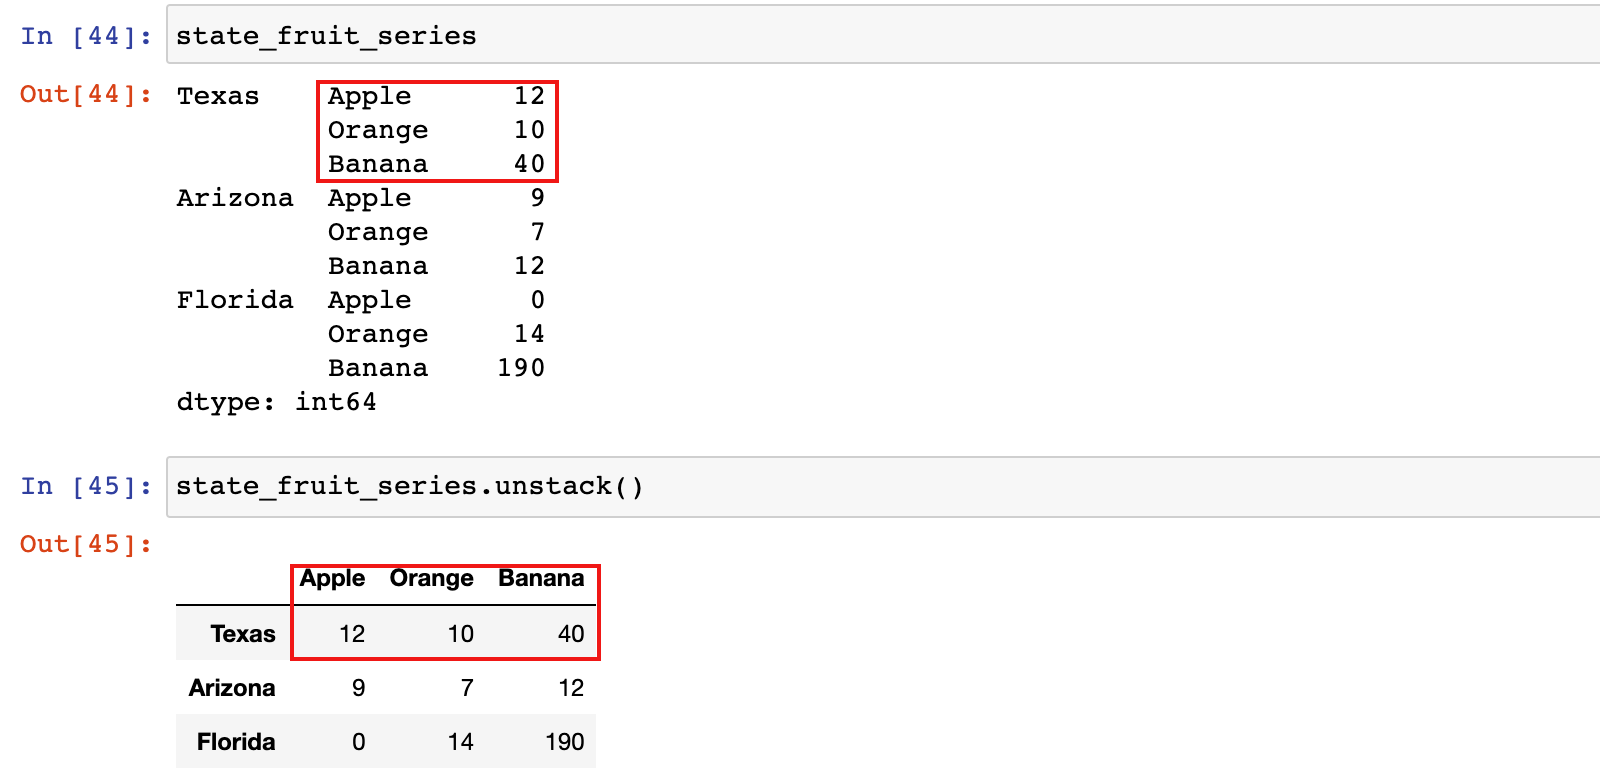 In [44]: state_fruit_series
Out[44]: Texas Apple 12
Orange 10
Banana 40
Arizona Apple 9
Orange 7
Banana 12
Florida Apple 0
Orange 14
Banana 190
dtype: int64
In [45]: state_fruit_series.unstack()
Out[45]:
Apple Orange Banana
Texas 12 10 40
Arizona 9 7 12
Florida 0 14 190